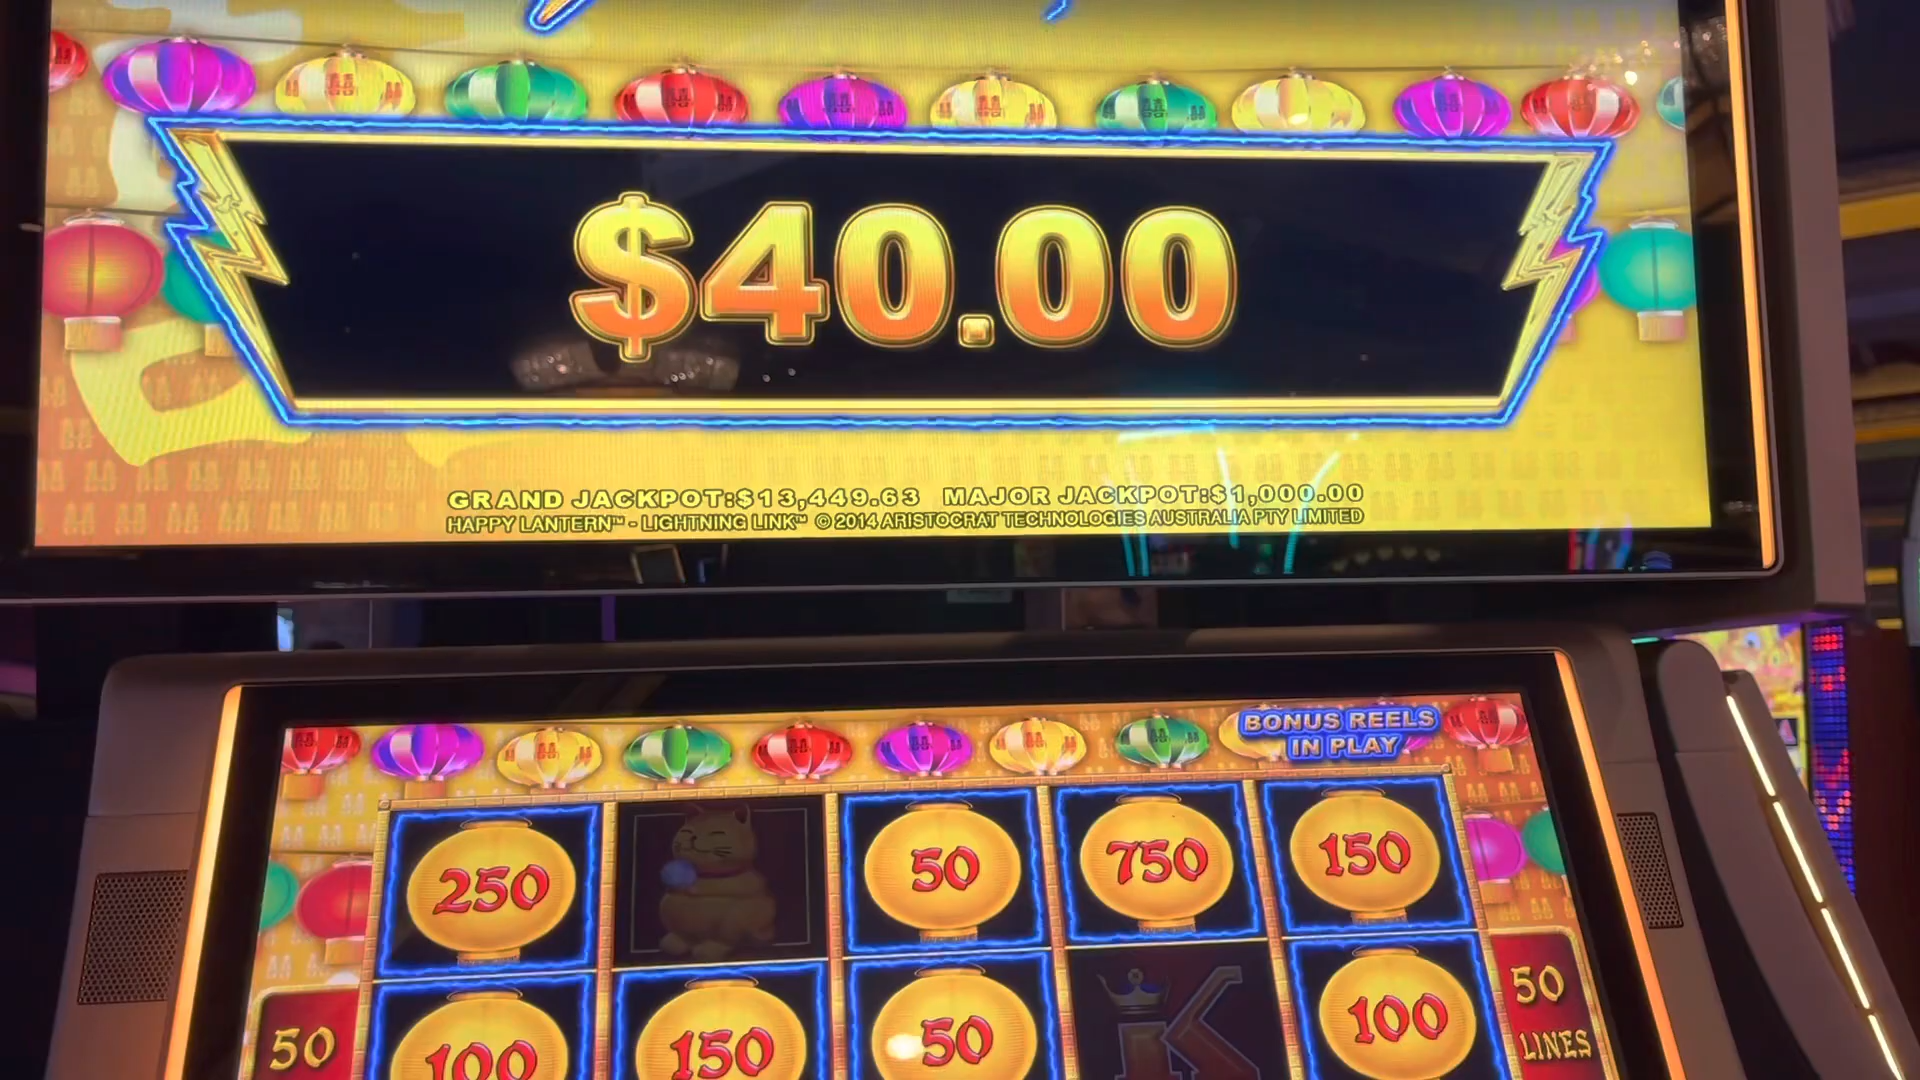 $40.00
GRAND JACKPOT:$13,449.63 MAJOR JACKPOT:$1,000.00
HAPPY LANTERN™ - LIGHTNING LINK™ © 2014 ARISTOCRAT TECHNOLOGIES AUSTRALIA PTY LIMITED
BONUS REELS
IN PLAY
250 50 750 150
50 100 150 50 K 100 50
LINES